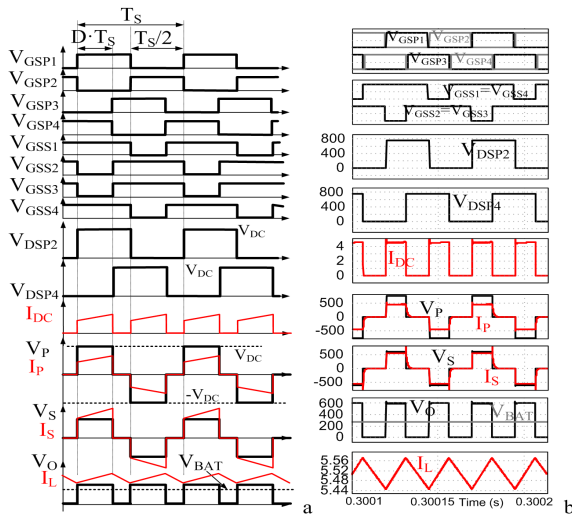 T_S
D·T_S T_S/2
V_GSP1
V_GSP2
V_GSP3
V_GSP4
V_GSS1
V_GSS2
V_GSS3
V_GSS4
V_DSP2
V_DC
V_DSP4
V_DC
I_DC
V_P
I_P
V_DC
-V_DC
V_S
I_S
V_O
V_BAT
I_L
a
V_GSP1 V_GSP2
V_GSP3 V_GSP4
V_GSS1=V_GSS4
V_GSS2=V_GSS3
800
400
0
V_DSP2
800
400
0
V_DSP4
4
2
0
I_DC
500
0
-500
V_P
I_P
500
0
-500
V_S
I_S
600
400
200
0
V_O
V_BAT
5.56
5.52
5.48
5.44
I_L
0.3001 0.30015 Time (s) 0.3002
b